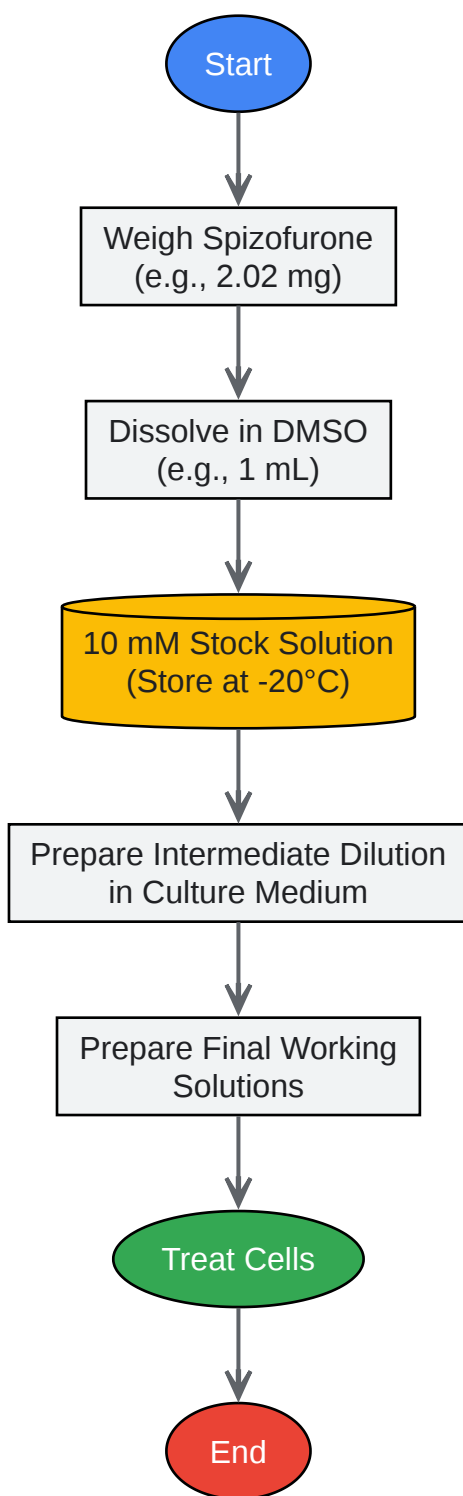 Start
Weigh Spizofurone
(e.g., 2.02 mg)
Dissolve in DMSO
(e.g., 1 mL)
10 mM Stock Solution
(Store at -20°C)
Prepare Intermediate Dilution
in Culture Medium
Prepare Final Working
Solutions
Treat Cells
End